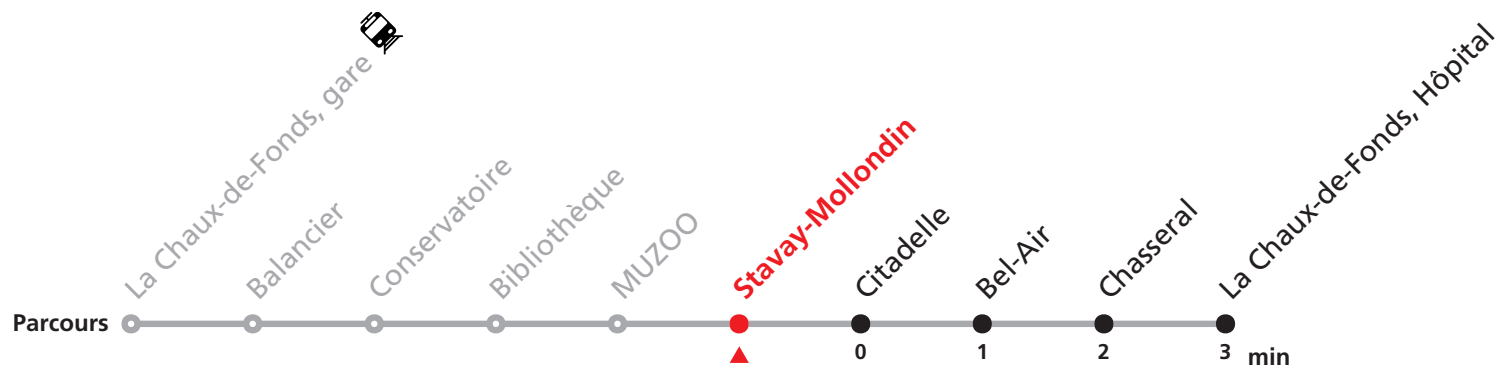 La Chaux-de-Fonds, gare
Balancier
Conservatoire
Bibliothèque
MUZOO
Stavay-Mollondin
Citadelle
Bel-Air
Chasseral
La Chaux-de-Fonds, Hôpital
Parcours
0 1 2 3 min